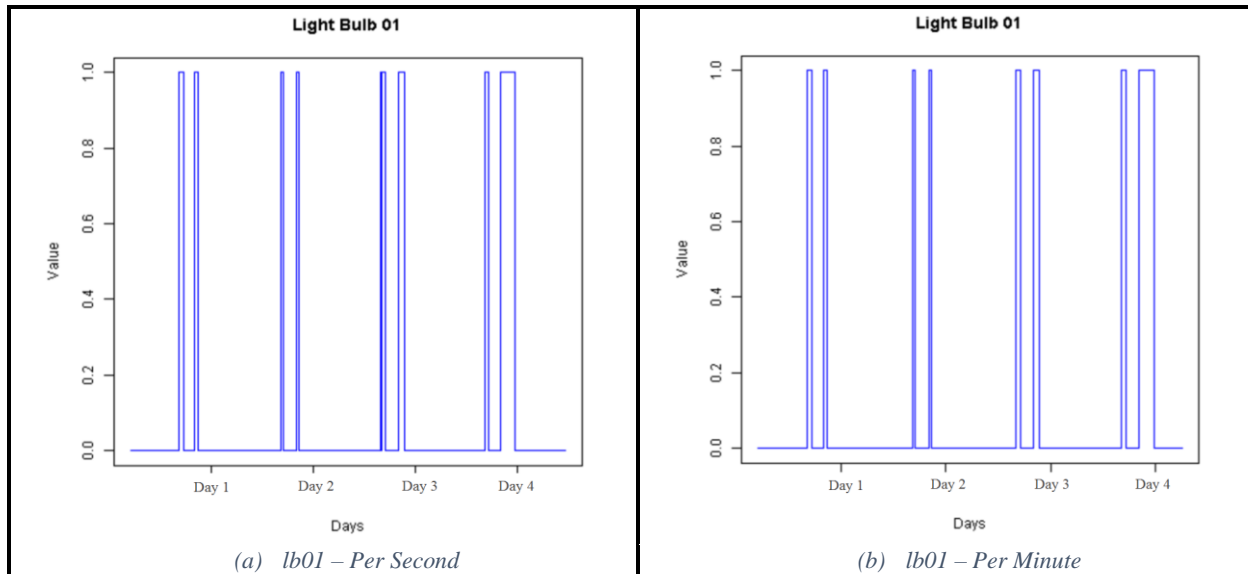 Light Bulb 01
1.0
0.8
0.6
0.4
0.2
0.0
Value
Day 1 Day 2 Day 3 Day 4
Days
(a) lb01 – Per Second
Light Bulb 01
1.0
0.8
0.6
0.4
0.2
0.0
Value
Day 1 Day 2 Day 3 Day 4
Days
(b) lb01 – Per Minute